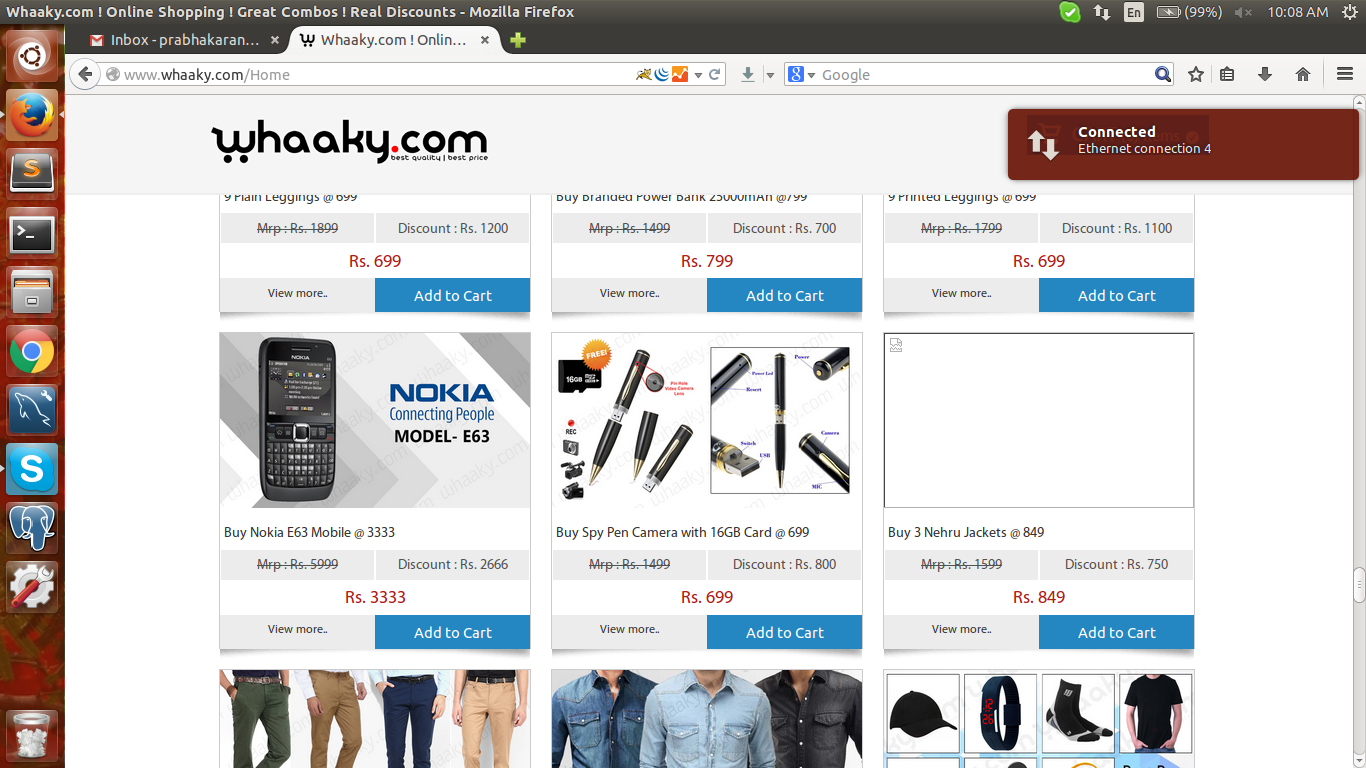 Whaaky.com ! Online Shopping ! Great Combos ! Real Discounts - Mozilla Firefox
En
(99%)
10:08 AM
Inbox - prabhakaran...
Whaaky.com ! Onlin...
www.whaaky.com/Home
Google
whaaky.com
best quality | best price
Connected
Ethernet connection 4
9 Plain Leggings @ 699
Buy Branded Power Bank 25000mAh @799
9 Printed Leggings @ 699
Mrp : Rs. 1899
Discount : Rs. 1200
Mrp : Rs. 1499
Discount : Rs. 700
Mrp : Rs. 1799
Discount : Rs. 1100
Rs. 699
Rs. 799
Rs. 699
View more..
Add to Cart
View more..
Add to Cart
View more..
Add to Cart
NOKIA
NOKIA
Connecting People
MODEL- E63
FREE!
16GB
Pin Hole
Video Camera
Lens
REC
Power
Power Led
Resert
Switch
USB
Camera
MIC
Buy Nokia E63 Mobile @ 3333
Buy Spy Pen Camera with 16GB Card @ 699
Buy 3 Nehru Jackets @ 849
Mrp : Rs. 5999
Discount : Rs. 2666
Mrp : Rs. 1499
Discount : Rs. 800
Mrp : Rs. 1599
Discount : Rs. 750
Rs. 3333
Rs. 699
Rs. 849
View more..
Add to Cart
View more..
Add to Cart
View more..
Add to Cart